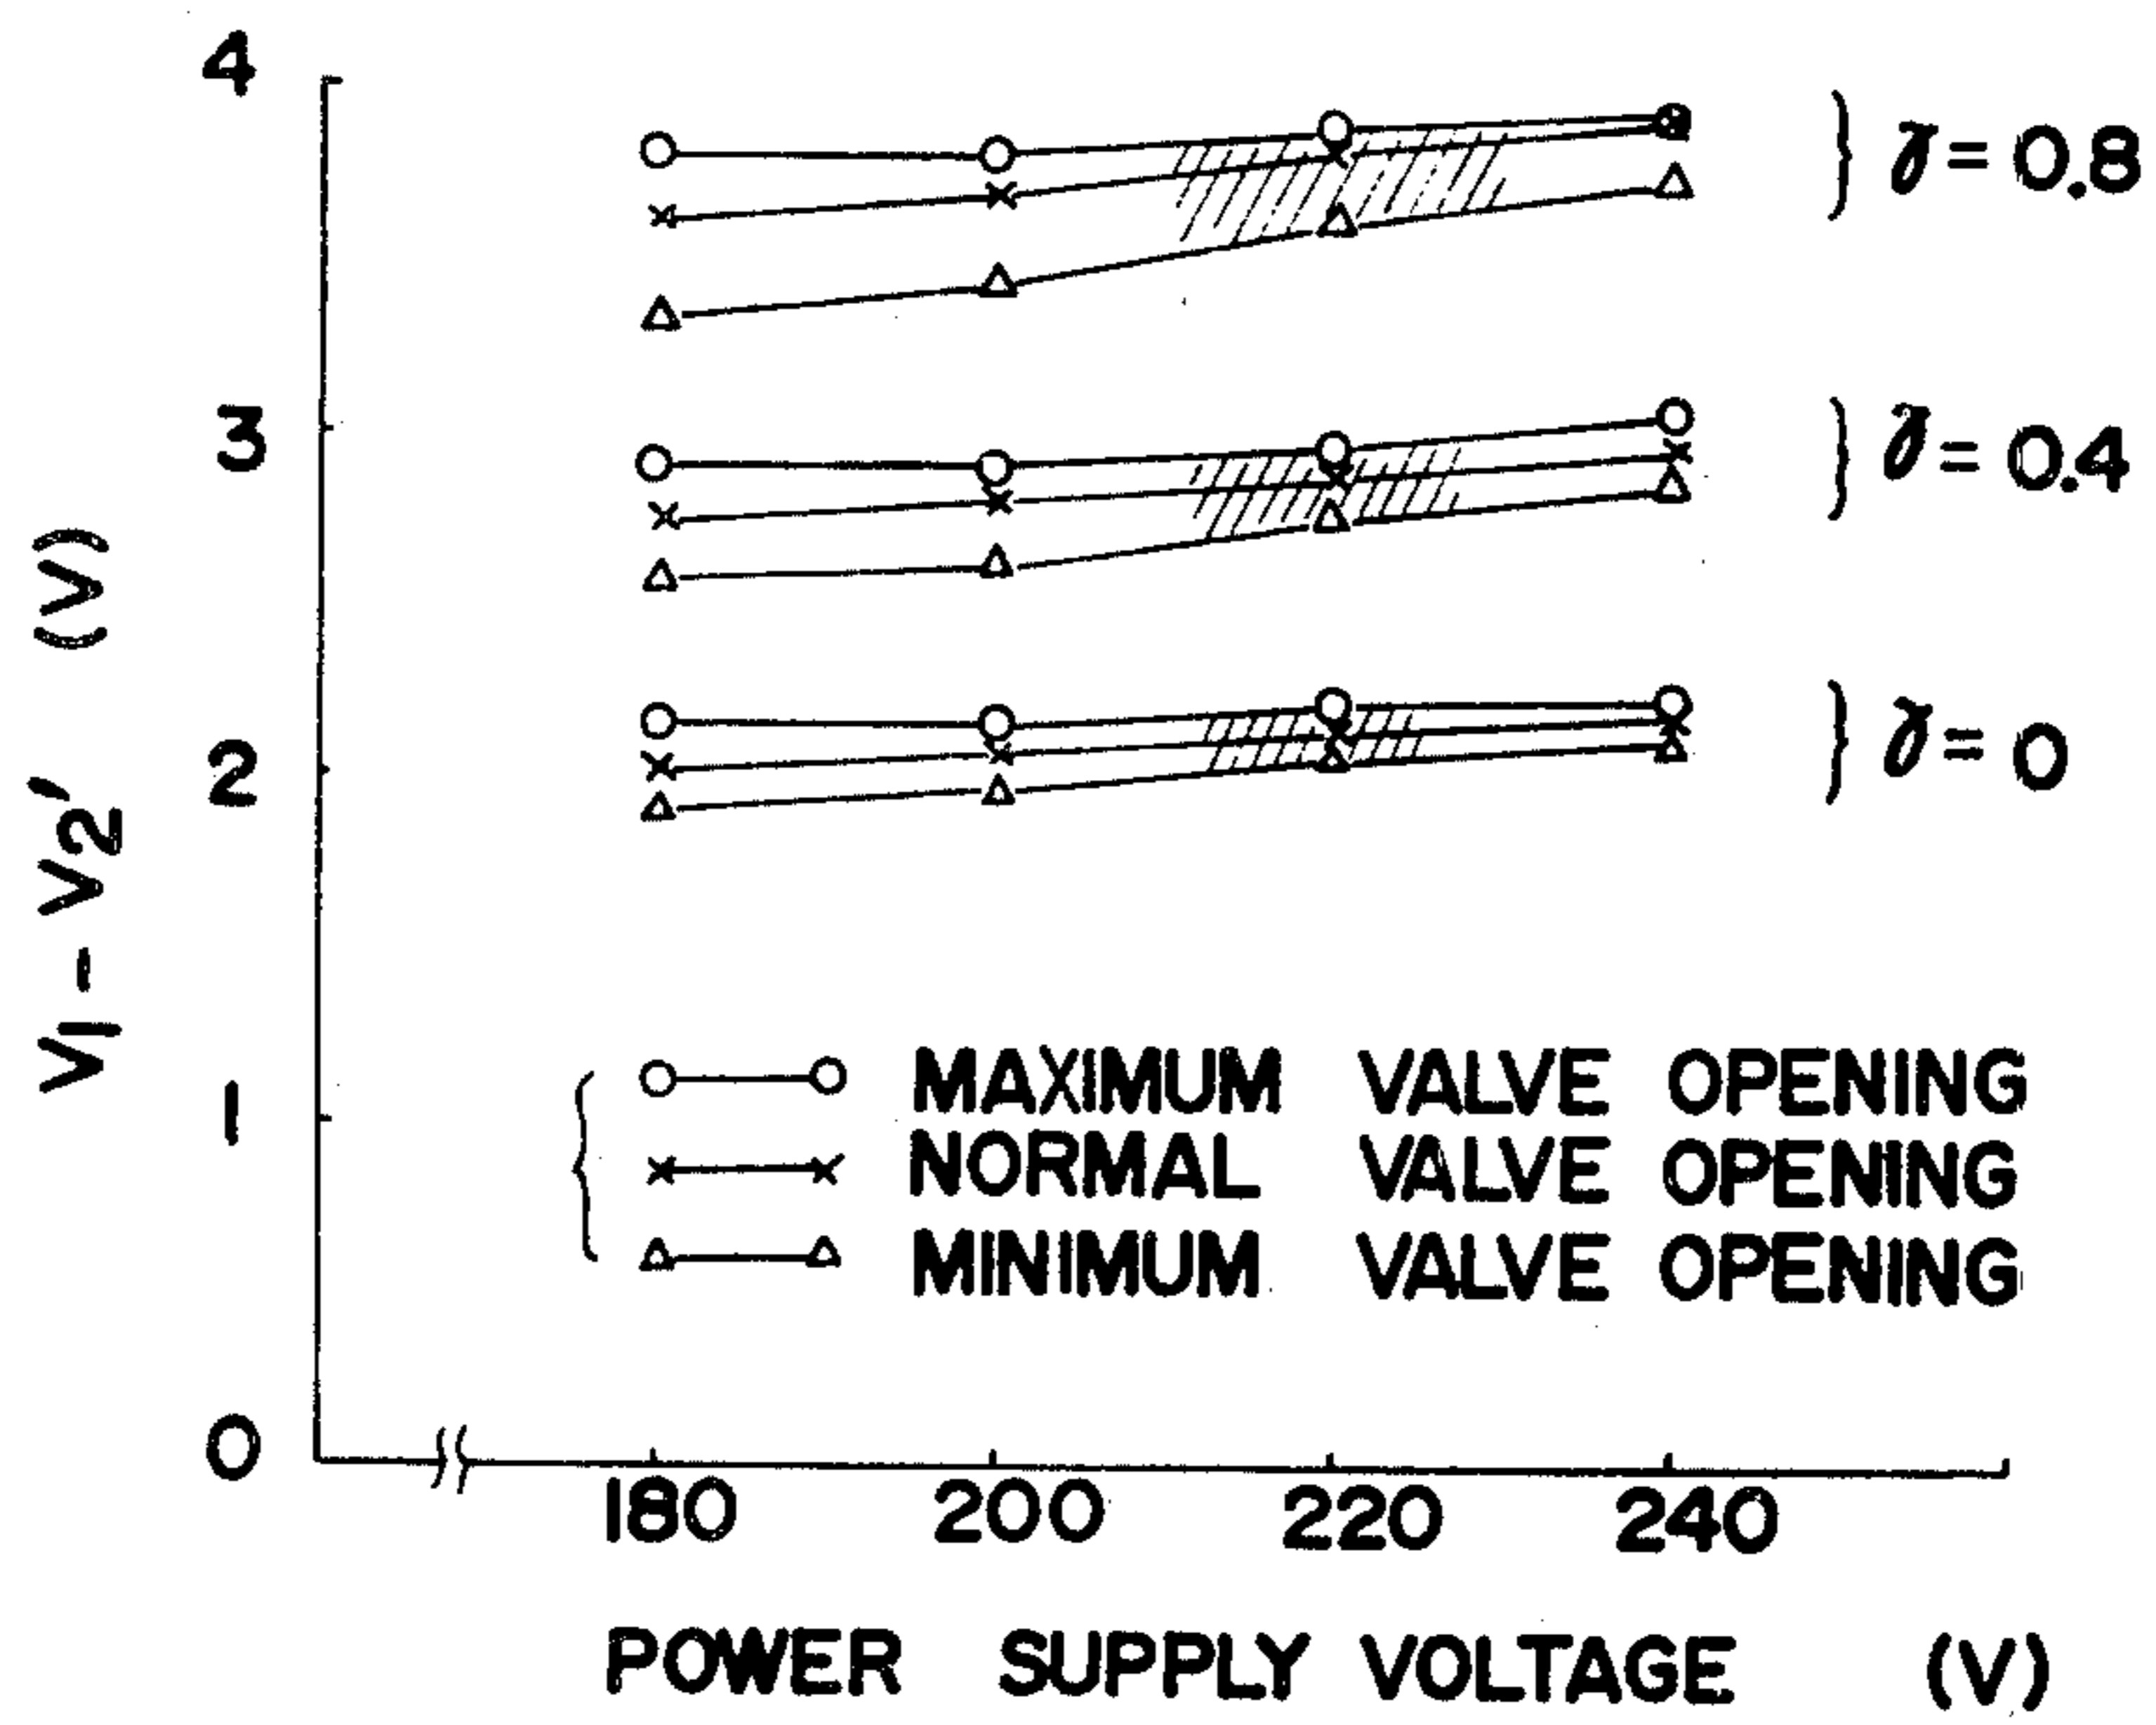 4
γ = 0.8
3
γ = 0.4
V1 - V2' (V)
2
γ = 0
1
MAXIMUM VALVE OPENING
NORMAL VALVE OPENING
MINIMUM VALVE OPENING
0
180 200 220 240
POWER SUPPLY VOLTAGE (V)